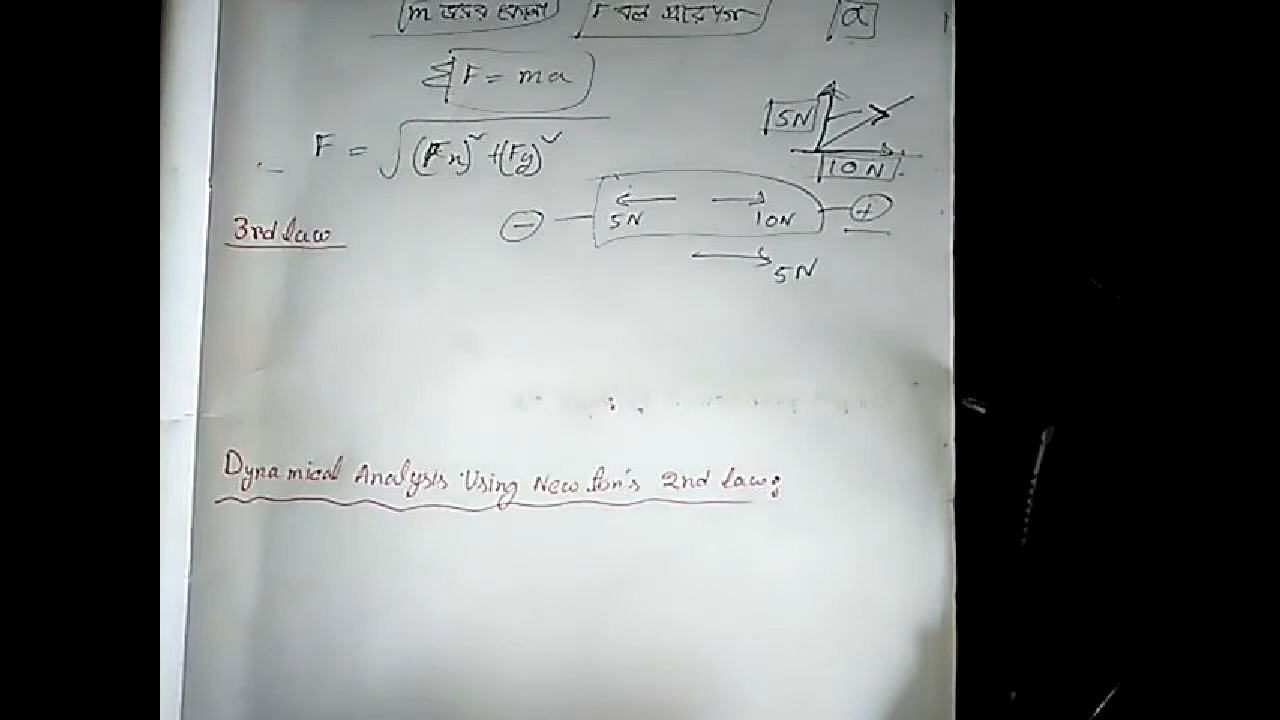 m ভরের কোনো F বল প্রয়োগ a
ΣF = ma
5N
F = √(Fx)² + (Fy)²
10N
5N 10N
− +
3rd law
5N
Dynamical Analysis Using Newton's 2nd law: